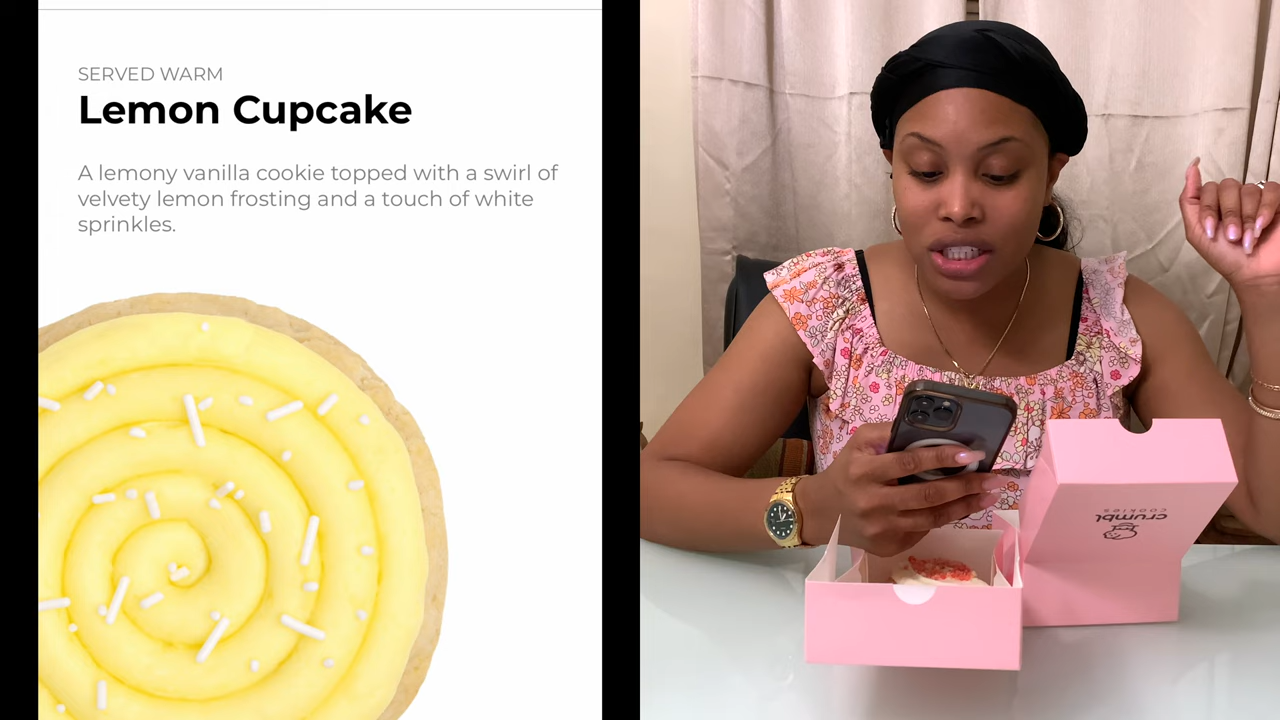 SERVED WARM
Lemon Cupcake
A lemony vanilla cookie topped with a swirl of
velvety lemon frosting and a touch of white
sprinkles.
crumbl
cookies